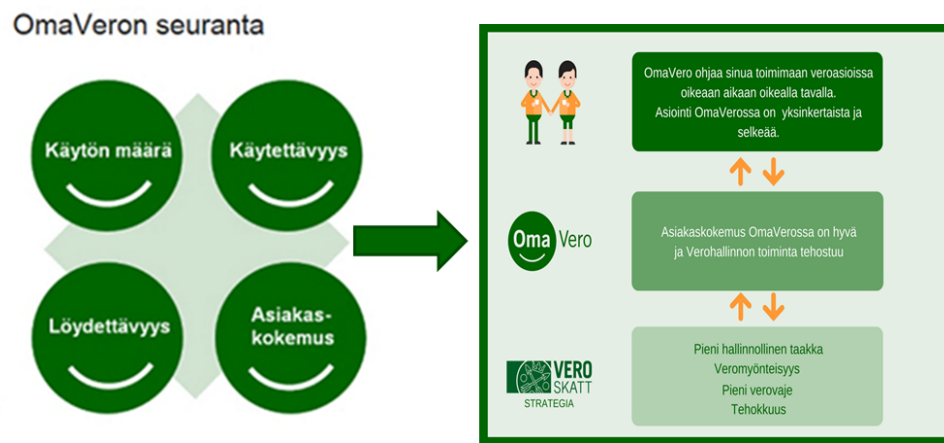 OmaVeron seuranta
Käytön määrä
Käytettävyys
Löydettävyys
Asiakas-
kokemus
OmaVero ohjaa sinua toimimaan veroasioissa
oikeaan aikaan oikealla tavalla.
Asiointi OmaVerossa on yksinkertaista ja
selkeää.
Oma Vero
Asiakaskokemus OmaVerossa on hyvä
ja Verohallinnon toiminta tehostuu
VERO
SKATT
STRATEGIA
Pieni hallinnollinen taakka
Veromyönteisyys
Pieni verovaje
Tehokkuus